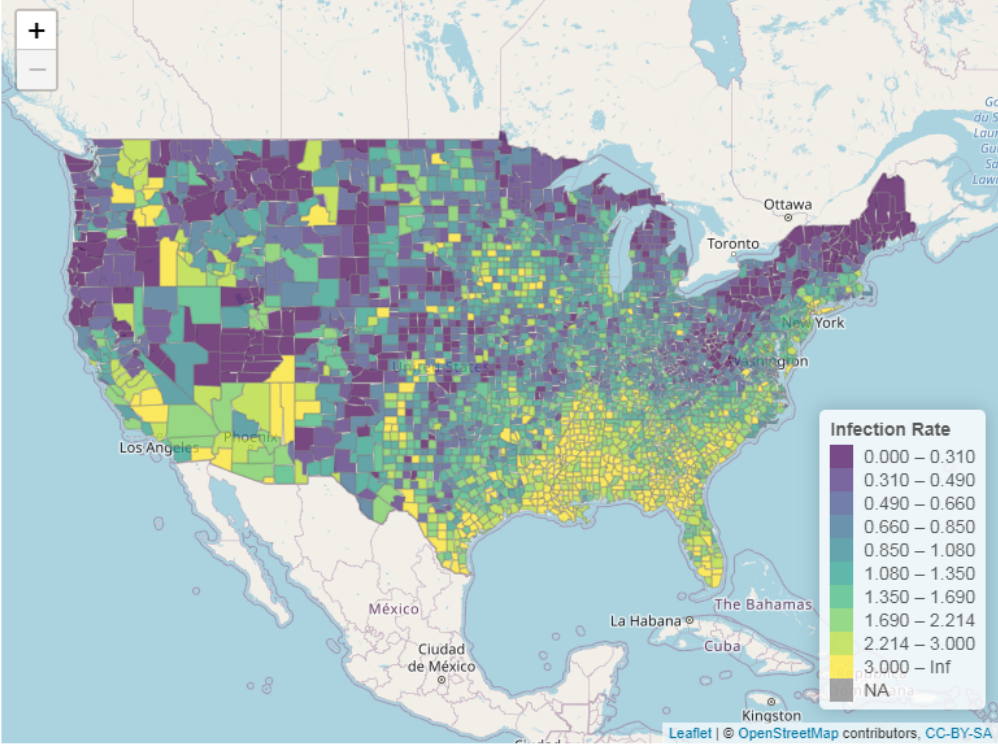 +
−
Ottawa
Toronto
New York
Washington
United States
Los Angeles
Phoenix
México
Ciudad
de México
La Habana
The Bahamas
Cuba
Kingston
Infection Rate
0.000 – 0.310
0.310 – 0.490
0.490 – 0.660
0.660 – 0.850
0.850 – 1.080
1.080 – 1.350
1.350 – 1.690
1.690 – 2.214
2.214 – 3.000
3.000 – Inf
NA
Leaflet | © OpenStreetMap contributors, CC-BY-SA